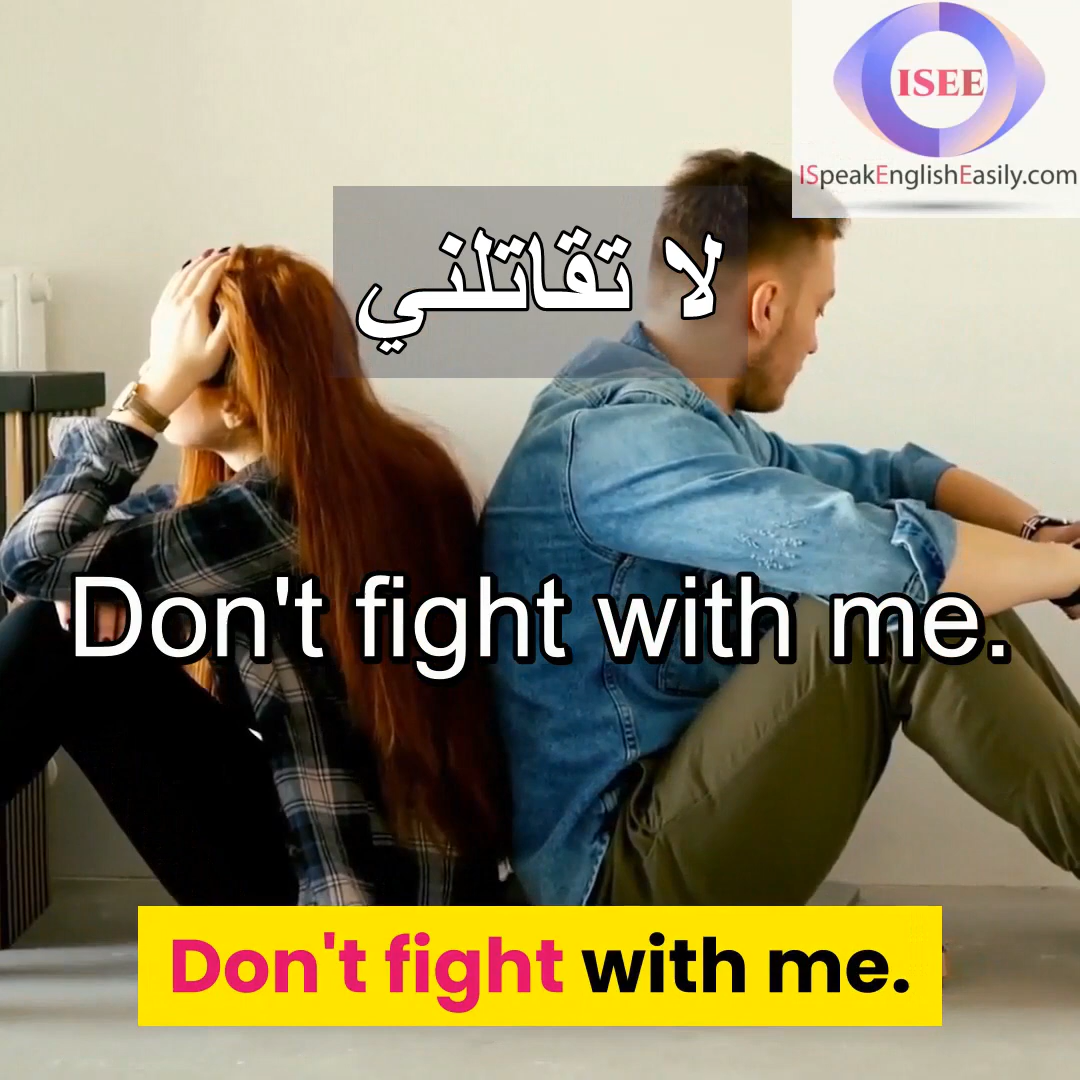 ISEE
ISpeakEnglishEasily.com
لا تقاتلني
Don't fight with me.
Don't fight with me.